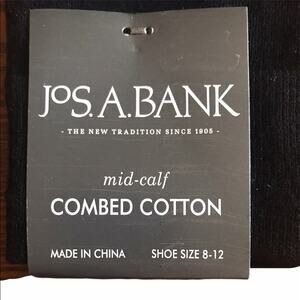 JOS. A. BANK
- THE NEW TRADITION SINCE 1905 -
mid-calf
COMBED COTTON
MADE IN CHINA SHOE SIZE 8-12